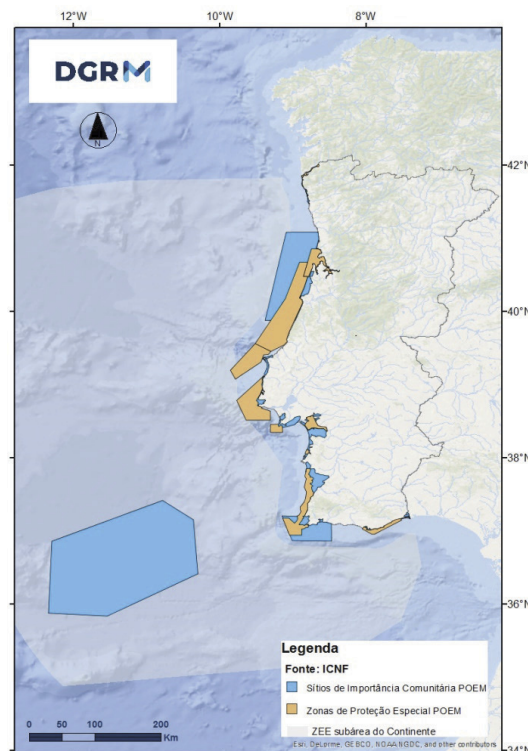 12°W 10°W 8°W
DGRM
N
42°N
40°N
38°N
36°N
34°N
Legenda
Fonte: ICNF
Sítios de Importância Comunitária POEM
Zonas de Proteção Especial POEM
ZEE subárea do Continente
0 50 100 200
Km
Esri, DeLorme, GEBCO, NOAA NGDC, and other contributors